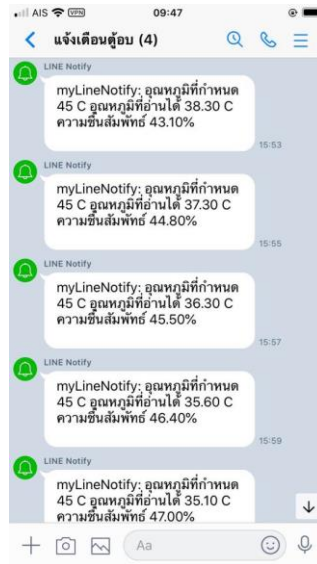 AIS VPN 09:47
แจ้งเตือนตู้อบ (4)
LINE Notify
myLineNotify: อุณหภูมิที่กำหนด
45 C อุณหภูมิที่อ่านได้ 38.30 C
ความชื้นสัมพัทธ์ 43.10%
15:53
LINE Notify
myLineNotify: อุณหภูมิที่กำหนด
45 C อุณหภูมิที่อ่านได้ 37.30 C
ความชื้นสัมพัทธ์ 44.80%
15:55
LINE Notify
myLineNotify: อุณหภูมิที่กำหนด
45 C อุณหภูมิที่อ่านได้ 36.30 C
ความชื้นสัมพัทธ์ 45.50%
15:57
LINE Notify
myLineNotify: อุณหภูมิที่กำหนด
45 C อุณหภูมิที่อ่านได้ 35.60 C
ความชื้นสัมพัทธ์ 46.40%
15:59
LINE Notify
myLineNotify: อุณหภูมิที่กำหนด
45 C อุณหภูมิที่อ่านได้ 35.10 C
ความชื้นสัมพัทธ์ 47.00%
Aa